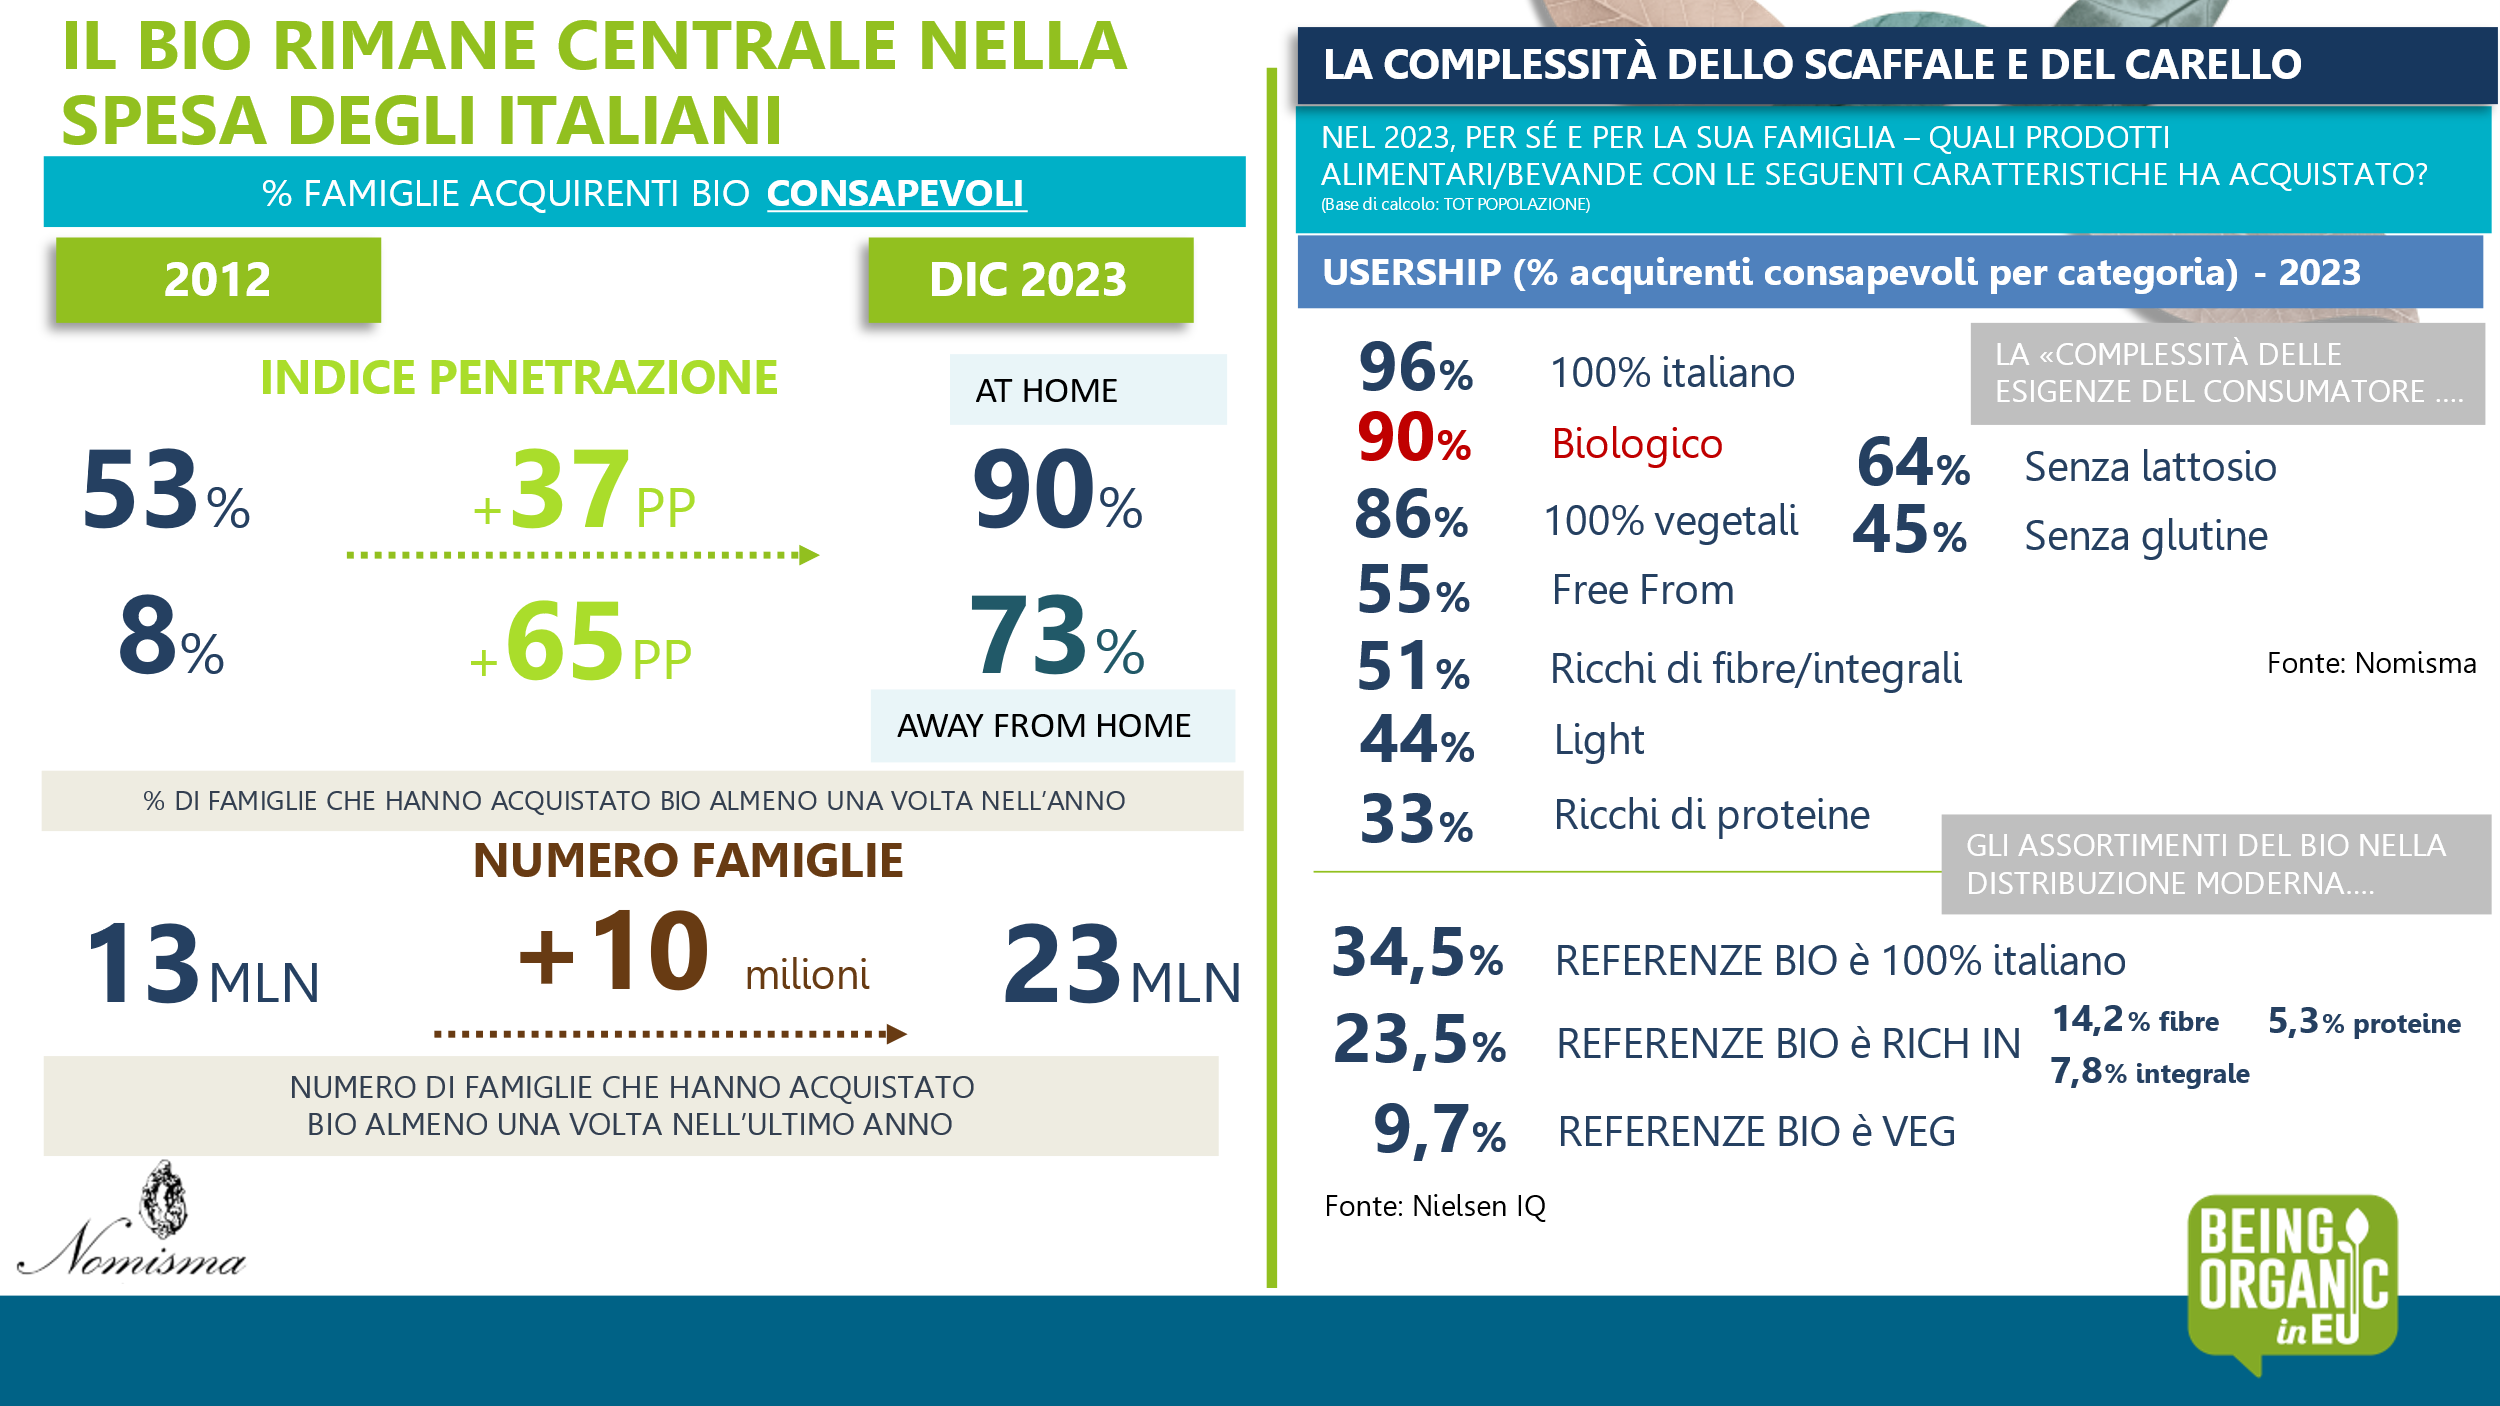 IL BIO RIMANE CENTRALE NELLA
SPESA DEGLI ITALIANI
% FAMIGLIE ACQUIRENTI BIO CONSAPEVOLI
2012
DIC 2023
INDICE PENETRAZIONE
AT HOME
53%
+37PP
90%
8%
+65PP
73%
AWAY FROM HOME
% DI FAMIGLIE CHE HANNO ACQUISTATO BIO ALMENO UNA VOLTA NELL’ANNO
NUMERO FAMIGLIE
13MLN
+10 milioni
23MLN
NUMERO DI FAMIGLIE CHE HANNO ACQUISTATO
BIO ALMENO UNA VOLTA NELL’ULTIMO ANNO
Nomisma
LA COMPLESSITÀ DELLO SCAFFALE E DEL CARELLO
NEL 2023, PER SÉ E PER LA SUA FAMIGLIA – QUALI PRODOTTI
ALIMENTARI/BEVANDE CON LE SEGUENTI CARATTERISTICHE HA ACQUISTATO?
(Base di calcolo: TOT POPOLAZIONE)
USERSHIP (% acquirenti consapevoli per categoria) - 2023
LA «COMPLESSITÀ DELLE
ESIGENZE DEL CONSUMATORE ....
96% 100% italiano
90% Biologico
86% 100% vegetali
55% Free From
51% Ricchi di fibre/integrali
44% Light
33% Ricchi di proteine
64% Senza lattosio
45% Senza glutine
Fonte: Nomisma
GLI ASSORTIMENTI DEL BIO NELLA
DISTRIBUZIONE MODERNA....
34,5% REFERENZE BIO è 100% italiano
23,5% REFERENZE BIO è RICH IN
14,2% fibre
5,3% proteine
7,8% integrale
9,7% REFERENZE BIO è VEG
Fonte: Nielsen IQ
BEING
ORGANIC
in EU